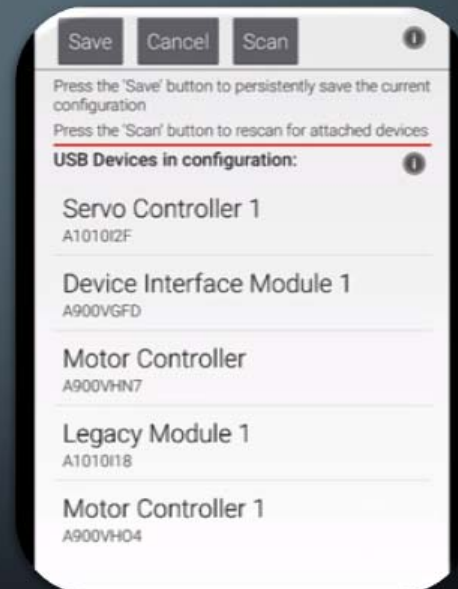 Save Cancel Scan
Press the 'Save' button to persistently save the current
configuration
Press the 'Scan' button to rescan for attached devices
USB Devices in configuration:
Servo Controller 1
A1010I2F
Device Interface Module 1
A900VGFD
Motor Controller
A900VHN7
Legacy Module 1
A1010I18
Motor Controller 1
A900VHO4